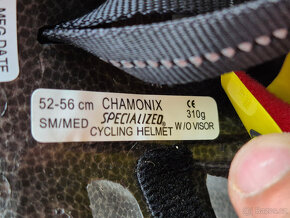 MFG DATE
52-56 cm CHAMONIX CE
SM/MED SPECIALIZED. 310g
CYCLING HELMET W/O VISOR